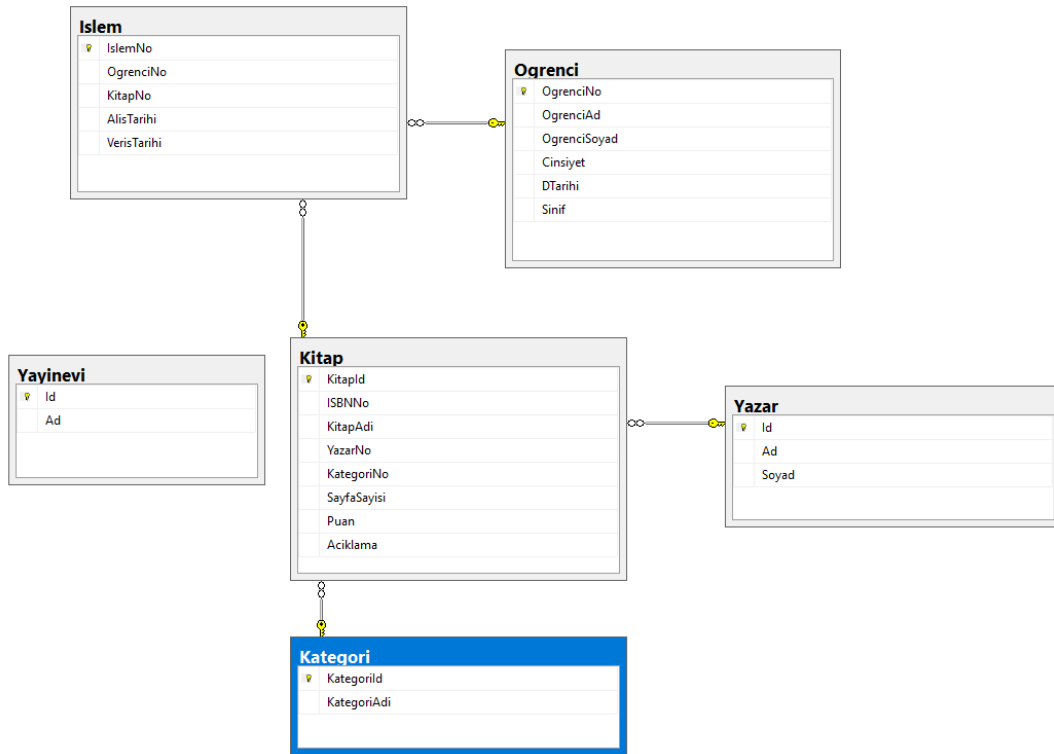 Islem
IslemNo
OgrenciNo
KitapNo
AlisTarihi
VerisTarihi
Ogrenci
OgrenciNo
OgrenciAd
OgrenciSoyad
Cinsiyet
DTarihi
Sinif
Yayinevi
Id
Ad
Kitap
KitapId
ISBNNo
KitapAdi
YazarNo
KategoriNo
SayfaSayisi
Puan
Aciklama
Yazar
Id
Ad
Soyad
Kategori
KategoriId
KategoriAdi